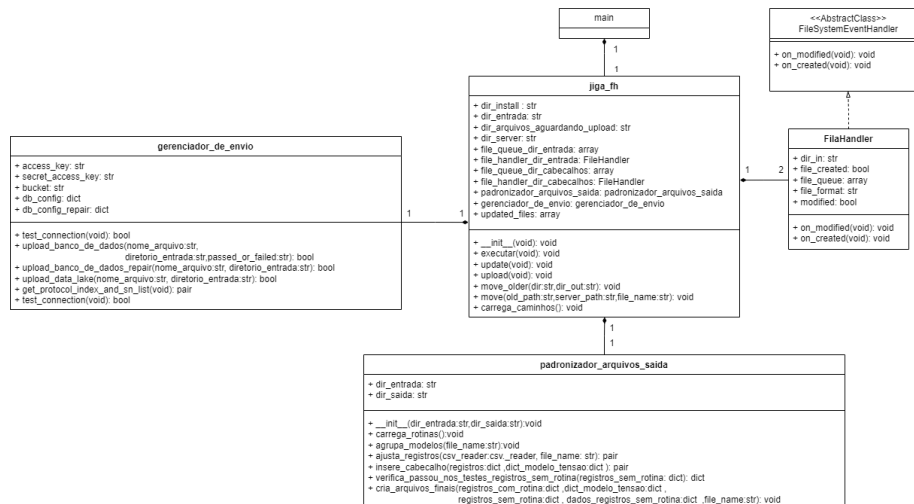 main
1
1
<<AbstractClass>>
FileSystemEventHandler
+ on_modified(void): void
+ on_created(void): void
jiga_fh
+ dir_install : str
+ dir_entrada: str
+ dir_arquivos_aguardando_upload: str
+ dir_server: str
+ file_queue_dir_entrada: array
+ file_handler_dir_entrada: FileHandler
+ file_queue_dir_cabecalhos: array
+ file_handler_dir_cabecalhos: FileHandler
+ padronizador_arquivos_saida: padronizador_arquivos_saida
+ gerenciador_de_envio: gerenciador_de_envio
+ updated_files: array
+ __init__(void): void
+ executar(void): void
+ update(void): void
+ upload(void): void
+ move_older(dir:str,dir_out:str): void
+ move(old_path:str,server_path:str,file_name:str): void
+ carrega_caminhos(): void
1
2
FilaHandler
+ dir_in: str
+ file_created: bool
+ file_queue: array
+ file_format: str
+ modified: bool
+ on_modified(void): void
+ on_created(void): void
gerenciador_de_envio
+ access_key: str
+ secret_access_key: str
+ bucket: str
+ db_config: dict
+ db_config_repair: dict
+ test_connection(void): bool
+ upload_banco_de_dados(nome_arquivo:str,
diretorio_entrada:str,passed_or_failed:str): bool
+ upload_banco_de_dados_repair(nome_arquivo:str, diretorio_entrada:str): bool
+ upload_data_lake(nome_arquivo:str, diretorio_entrada:str): bool
+ get_protocol_index_and_sn_list(void): pair
+ test_connection(void): bool
1
1
1
1
padronizador_arquivos_saida
+ dir_entrada: str
+ dir_saida: str
+ __init__(dir_entrada:str,dir_saida:str):void
+ carrega_rotinas():void
+ agrupa_modelos(file_name:str):void
+ ajusta_registros(csv_reader:csv._reader, file_name: str): pair
+ insere_cabecalho(registros:dict ,dict_modelo_tensao:dict ): pair
+ verifica_passou_nos_testes_registros_sem_rotina(registros_sem_rotina: dict): dict
+ cria_arquivos_finais(registros_com_rotina:dict ,dict_modelo_tensao:dict ,
registros_sem_rotina:dict , dados_registros_sem_rotina:dict ,file_name:str): void